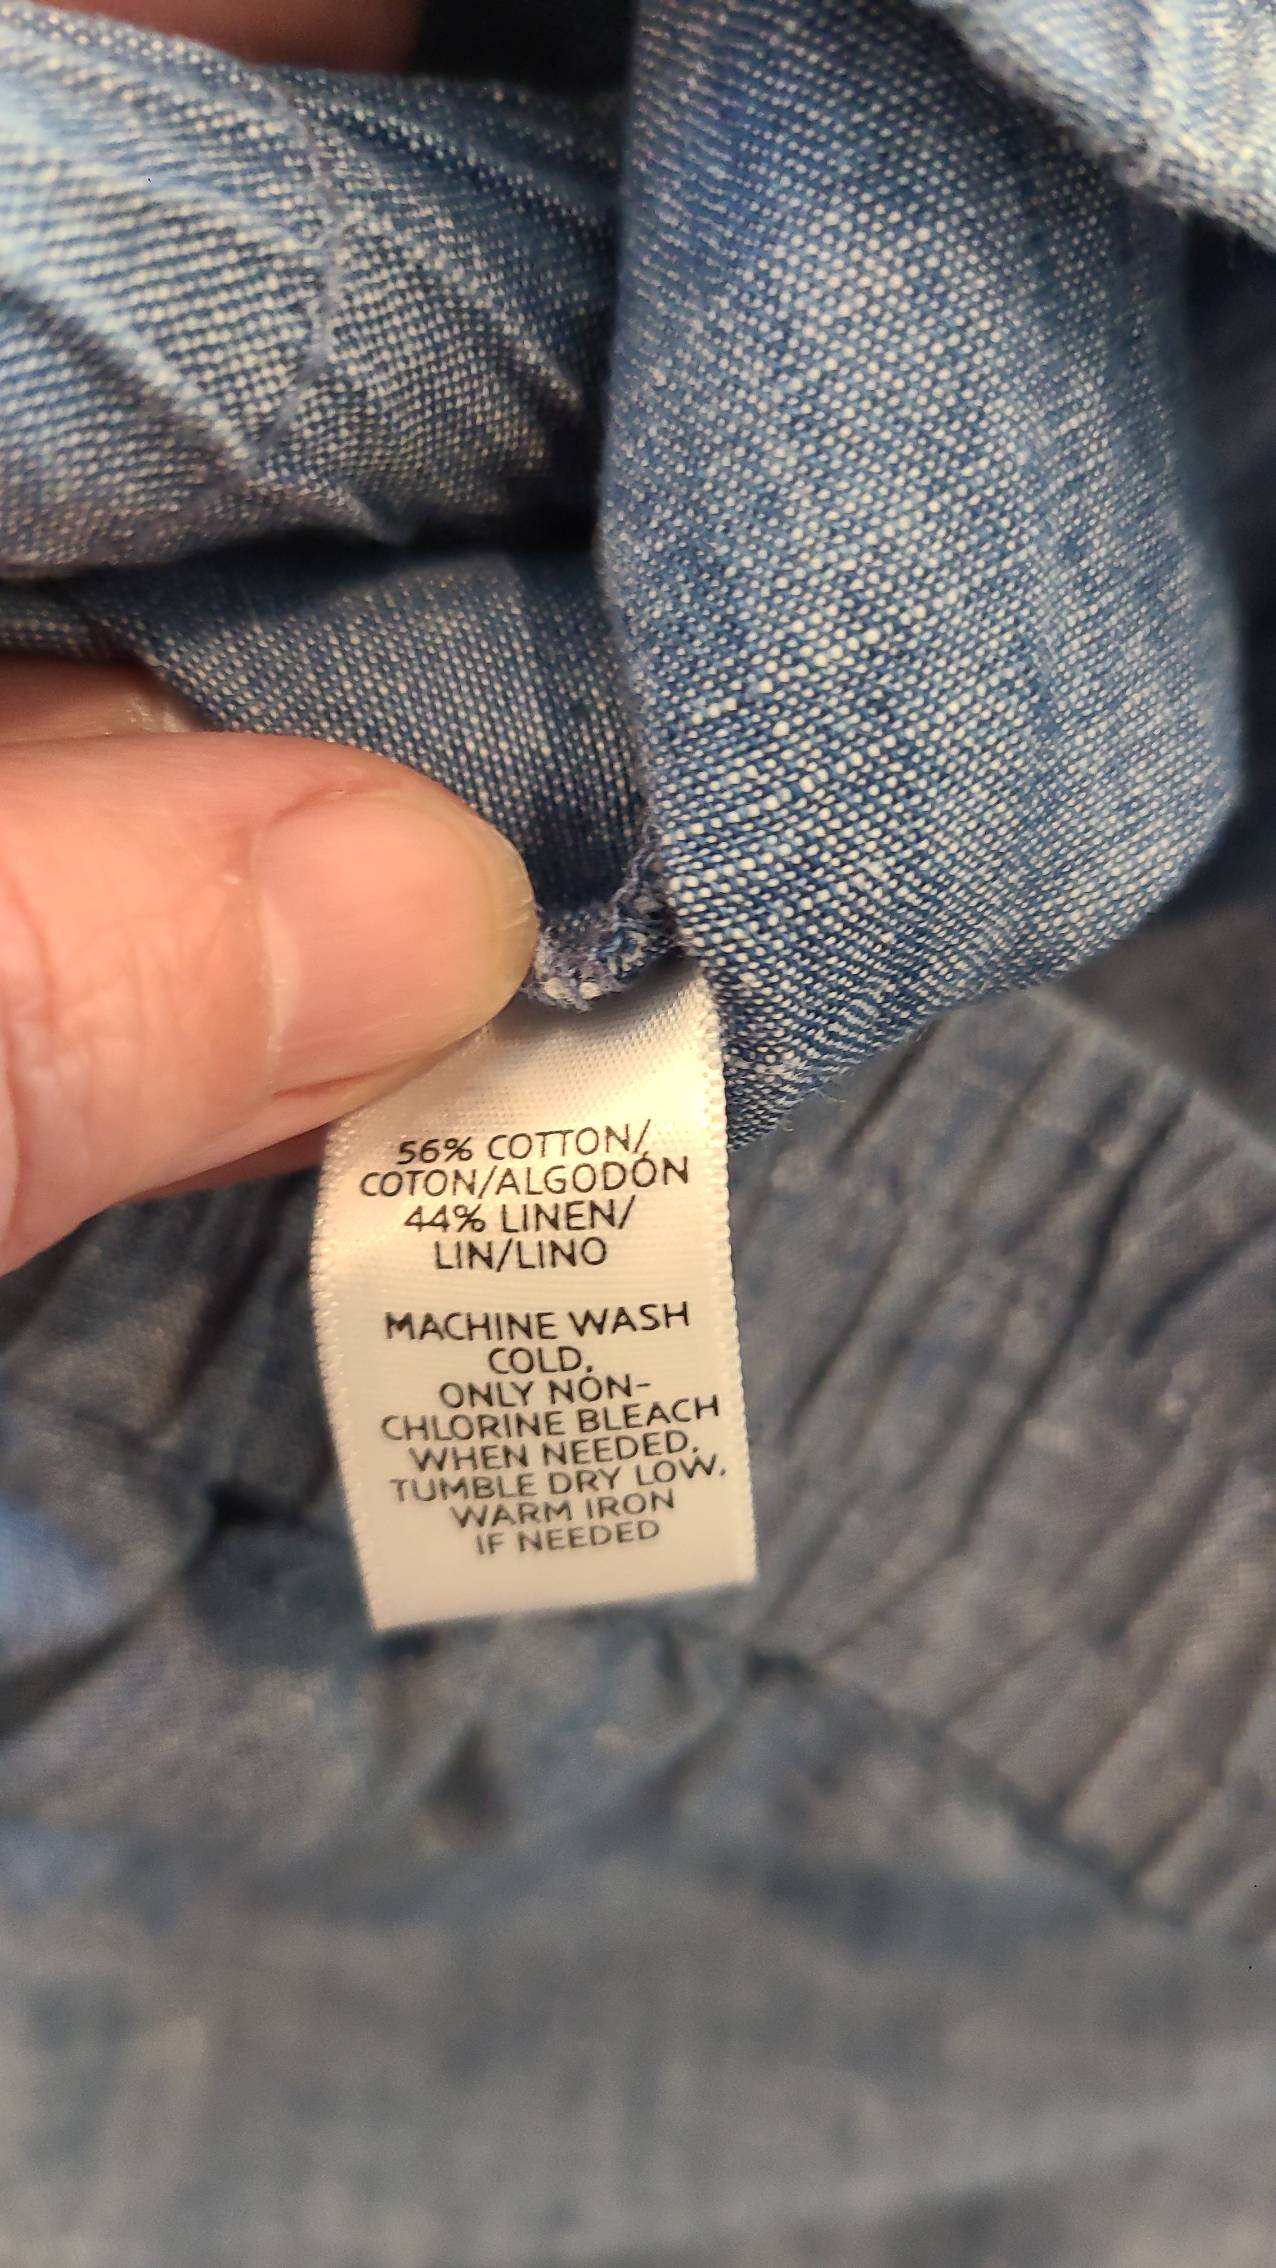 56% COTTON/
COTON/ALGODÓN
44% LINEN/
LIN/LINO
MACHINE WASH
COLD.
ONLY NON-
CHLORINE BLEACH
WHEN NEEDED.
TUMBLE DRY LOW.
WARM IRON
IF NEEDED